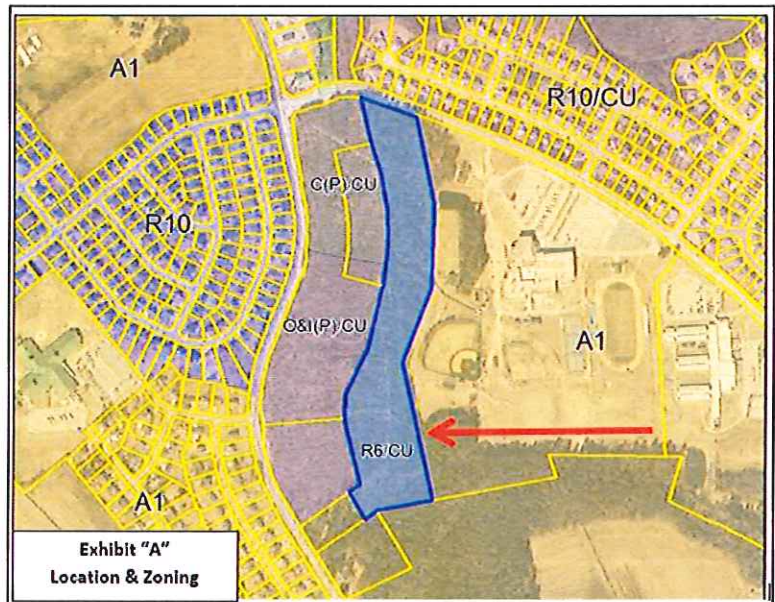 A1
R10/CU
C(P)/CU
R10
O&I(P)/CU
A1
R6/CU
A1
Exhibit "A"
Location & Zoning